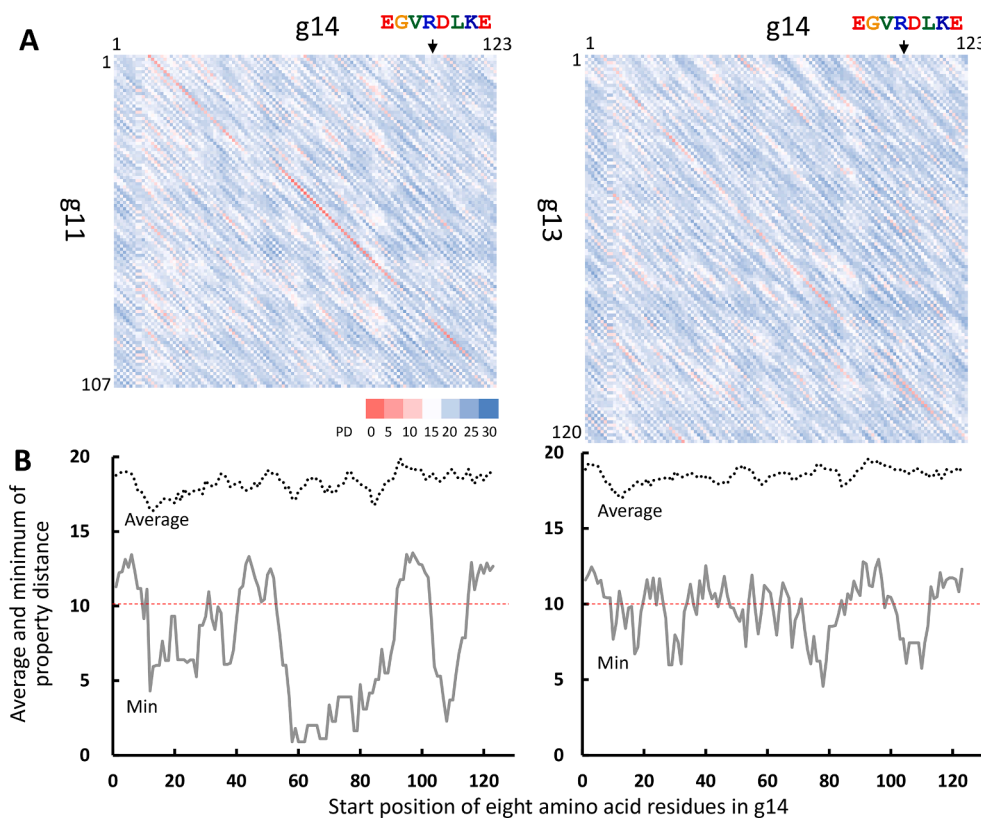 A
g14 EGVRDLKE
1 123
1
g11
107
PD 0 5 10 15 20 25 30
g14 EGVRDLKE
1 123
1
g13
120
B
Average and minimum of
property distance
20
15
10
5
0
Average
Min
0 20 40 60 80 100 120
20
15
10
5
0
Average
Min
0 20 40 60 80 100 120
Start position of eight amino acid residues in g14